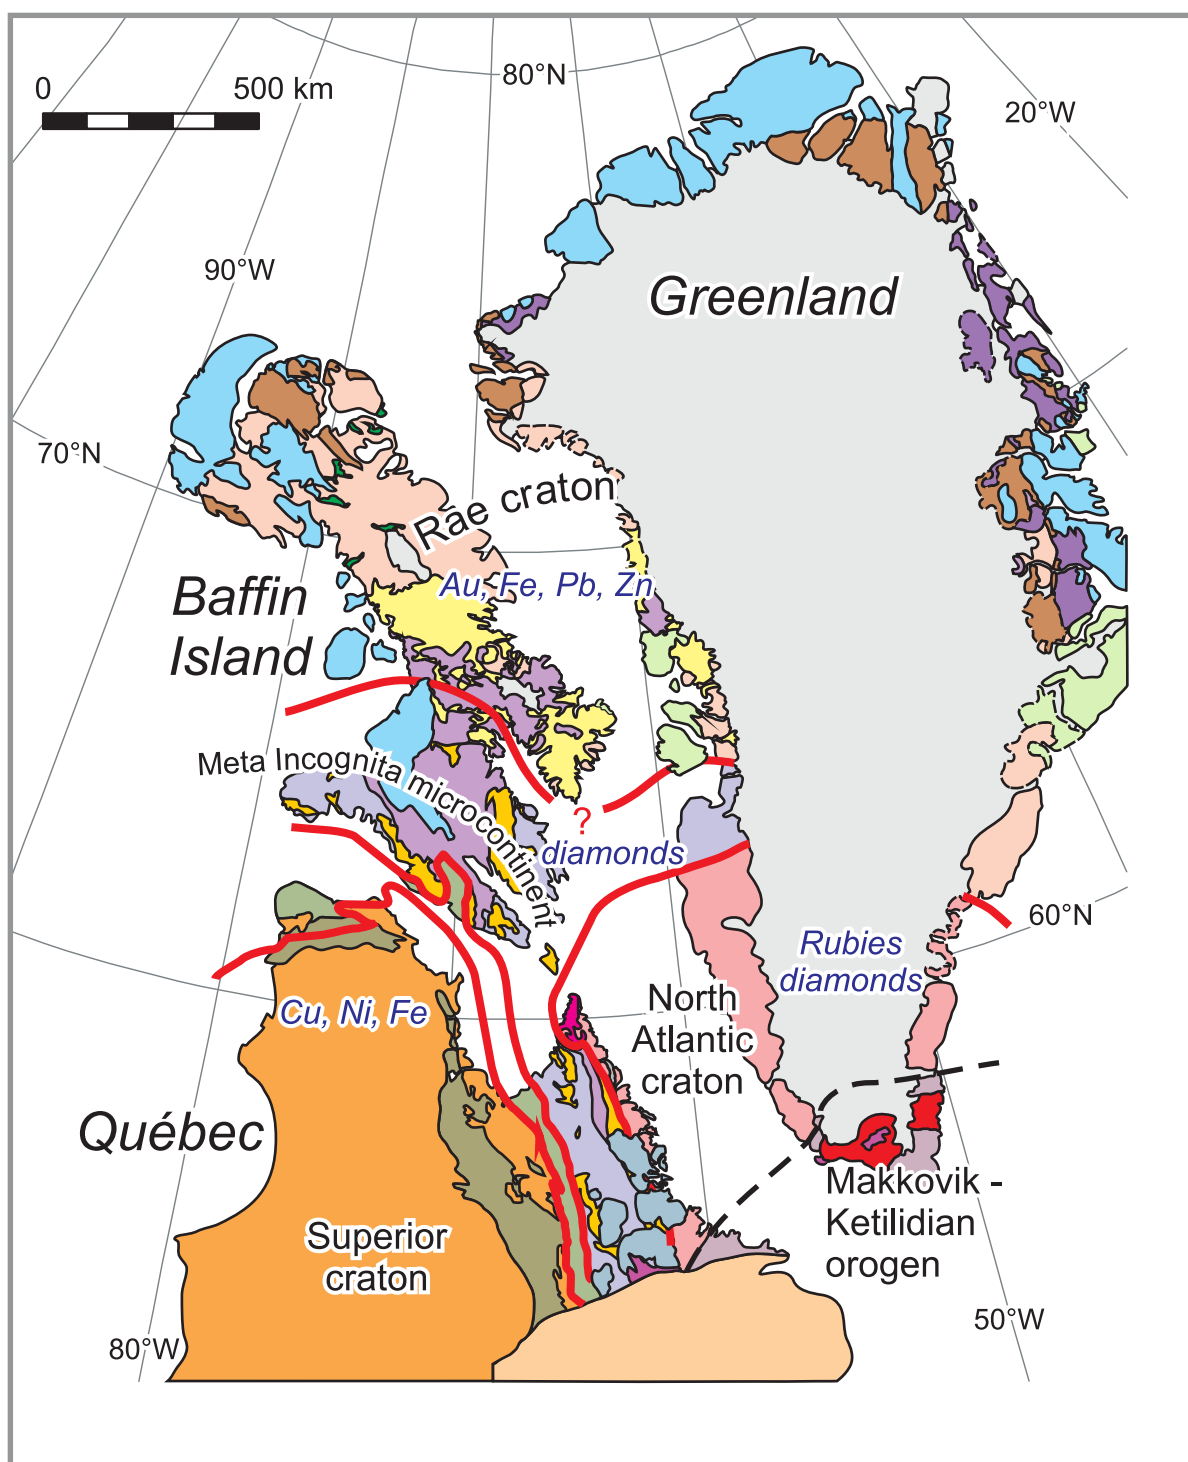 80°N
0 500 km
20°W
90°W
Greenland
70°N
Rae craton
Au, Fe, Pb, Zn
Baffin
Island
Meta Incognita microcontinent
?
diamonds
60°N
Rubies
diamonds
Cu, Ni, Fe
North
Atlantic
craton
Québec
Makkovik -
Ketilidian
orogen
Superior
craton
50°W
80°W